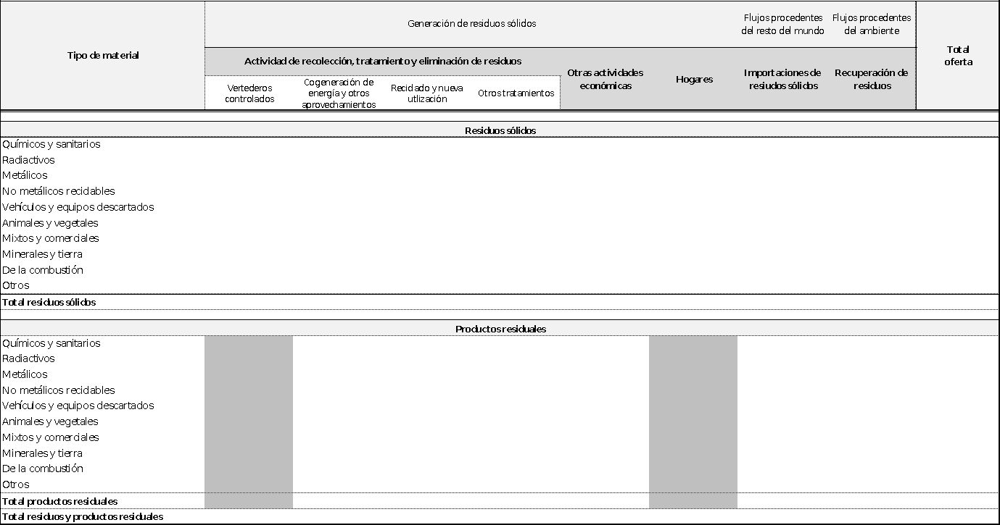 Tipo de material
Generación de residuos sólidos
Flujos procedentes
del resto del mundo
Flujos procedentes
del ambiente
Total
oferta
Actividad de recolección, tratamiento y eliminación de residuos
Otras actividades
económicas
Hogares
Importaciones de
resiudos sólidos
Recuperación de
residuos
Vertederos
controlados
Cogeneración de
energía y otros
aprovechamientos
Reciclado y nueva
utlización
Otros tratamientos
Residuos sólidos
Químicos y sanitarios
Radiactivos
Metálicos
No metálicos reciclables
Vehículos y equipos descartados
Animales y vegetales
Mixtos y comerciales
Minerales y tierra
De la combustión
Otros
Total residuos sólidos
Productos residuales
Químicos y sanitarios
Radiactivos
Metálicos
No metálicos reciclables
Vehículos y equipos descartados
Animales y vegetales
Mixtos y comerciales
Minerales y tierra
De la combustión
Otros
Total productos residuales
Total residuos y productos residuales